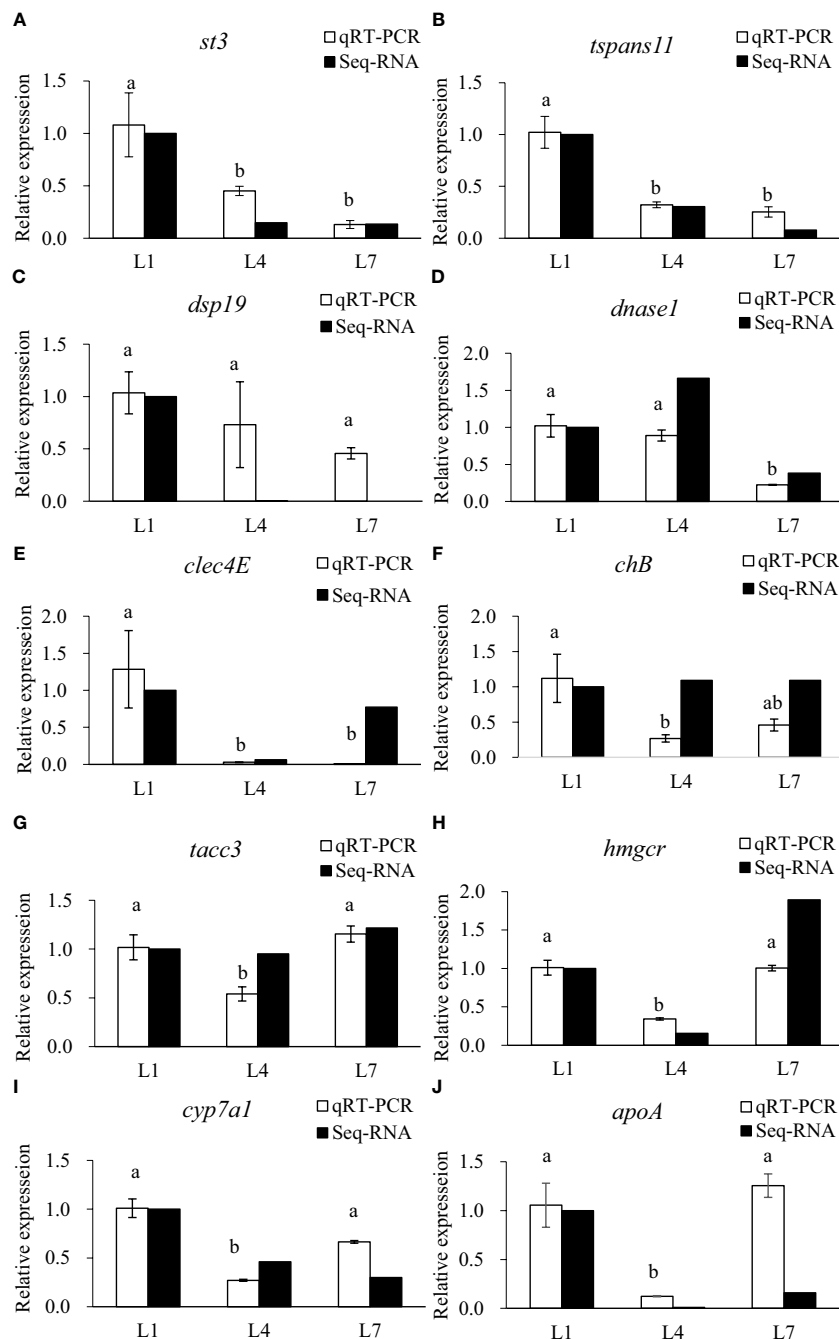 A
st3
qRT-PCR
Seq-RNA
Relative expresseion
1.5
1.0
0.5
0.0
a
b
b
L1 L4 L7
B
tspans11
qRT-PCR
Seq-RNA
Relative expresseion
1.5
1.0
0.5
0.0
a
b
b
L1 L4 L7
C
dsp19
qRT-PCR
Seq-RNA
Relative expresseion
1.5
1.0
0.5
0.0
a
a
a
L1 L4 L7
D
dnase1
qRT-PCR
Seq-RNA
Relative expresseion
2.0
1.5
1.0
0.5
0.0
a
a
b
L1 L4 L7
E
clec4E
qRT-PCR
Seq-RNA
Relative expresseion
2.0
1.5
1.0
0.5
0.0
a
b
b
L1 L4 L7
F
chB
qRT-PCR
Seq-RNA
Relative expresseion
2.0
1.5
1.0
0.5
0.0
a
b
ab
L1 L4 L7
G
tacc3
qRT-PCR
Seq-RNA
Relative expresseion
1.5
1.0
0.5
0.0
a
b
a
L1 L4 L7
H
hmgcr
qRT-PCR
Seq-RNA
Relative expresseion
2.0
1.5
1.0
0.5
0.0
a
b
a
L1 L4 L7
I
cyp7a1
qRT-PCR
Seq-RNA
Relative expresseion
1.5
1.0
0.5
0.0
a
b
a
L1 L4 L7
J
apoA
qRT-PCR
Seq-RNA
Relative expresseion
1.5
1.0
0.5
0.0
a
b
a
L1 L4 L7